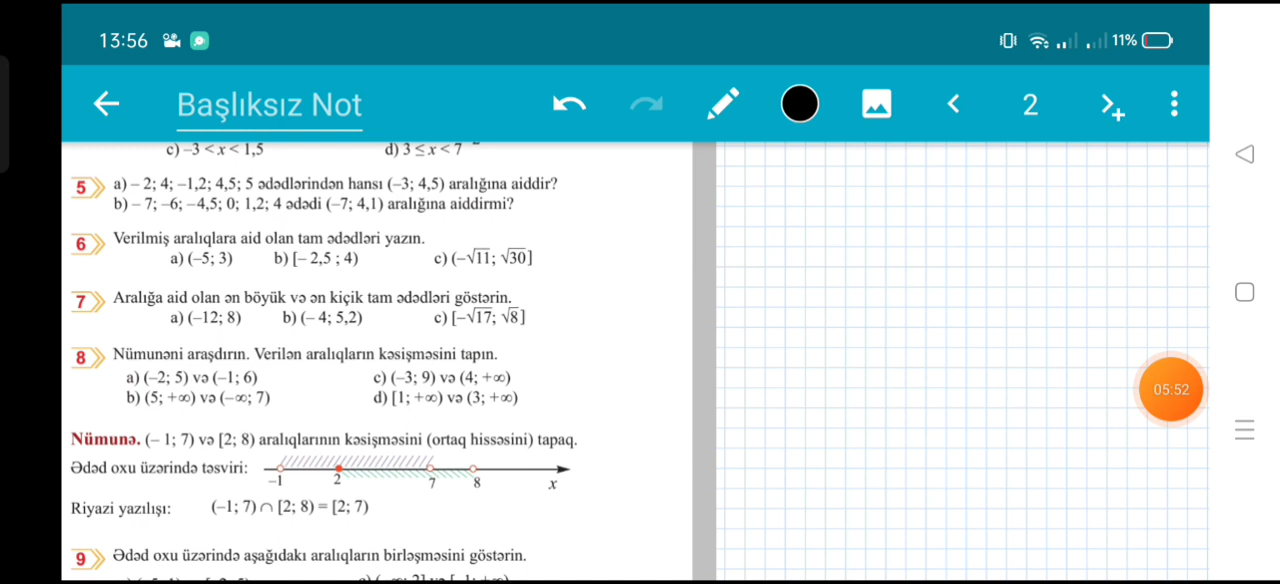 13:56
11%
Başlıksız Not
2
c) –3 < x < 1,5 d) 3 ≤ x < 7
5 a) – 2; 4; –1,2; 4,5; 5 ədədlərindən hansı (–3; 4,5) aralığına aiddir?
b) – 7; –6; –4,5; 0; 1,2; 4 ədədi (–7; 4,1) aralığına aiddirmi?
6 Verilmiş aralıqlara aid olan tam ədədləri yazın.
a) (–5; 3) b) [– 2,5 ; 4) c) (–√11; √30]
7 Aralığa aid olan ən böyük və ən kiçik tam ədədləri göstərin.
a) (–12; 8) b) (– 4; 5,2) c) [–√17; √8]
8 Nümunəni araşdırın. Verilən aralıqların kəsişməsini tapın.
a) (–2; 5) və (–1; 6) c) (–3; 9) və (4; +∞)
b) (5; +∞) və (–∞; 7) d) [1; +∞) və (3; +∞)
05:52
Nümunə. (– 1; 7) və [2; 8) aralıqlarının kəsişməsini (ortaq hissəsini) tapaq.
Ədəd oxu üzərində təsviri:
–1 2 7 8 x
Riyazi yazılışı: (–1; 7) ∩ [2; 8) = [2; 7)
9 Ədəd oxu üzərində aşağıdakı aralıqların birləşməsini göstərin.